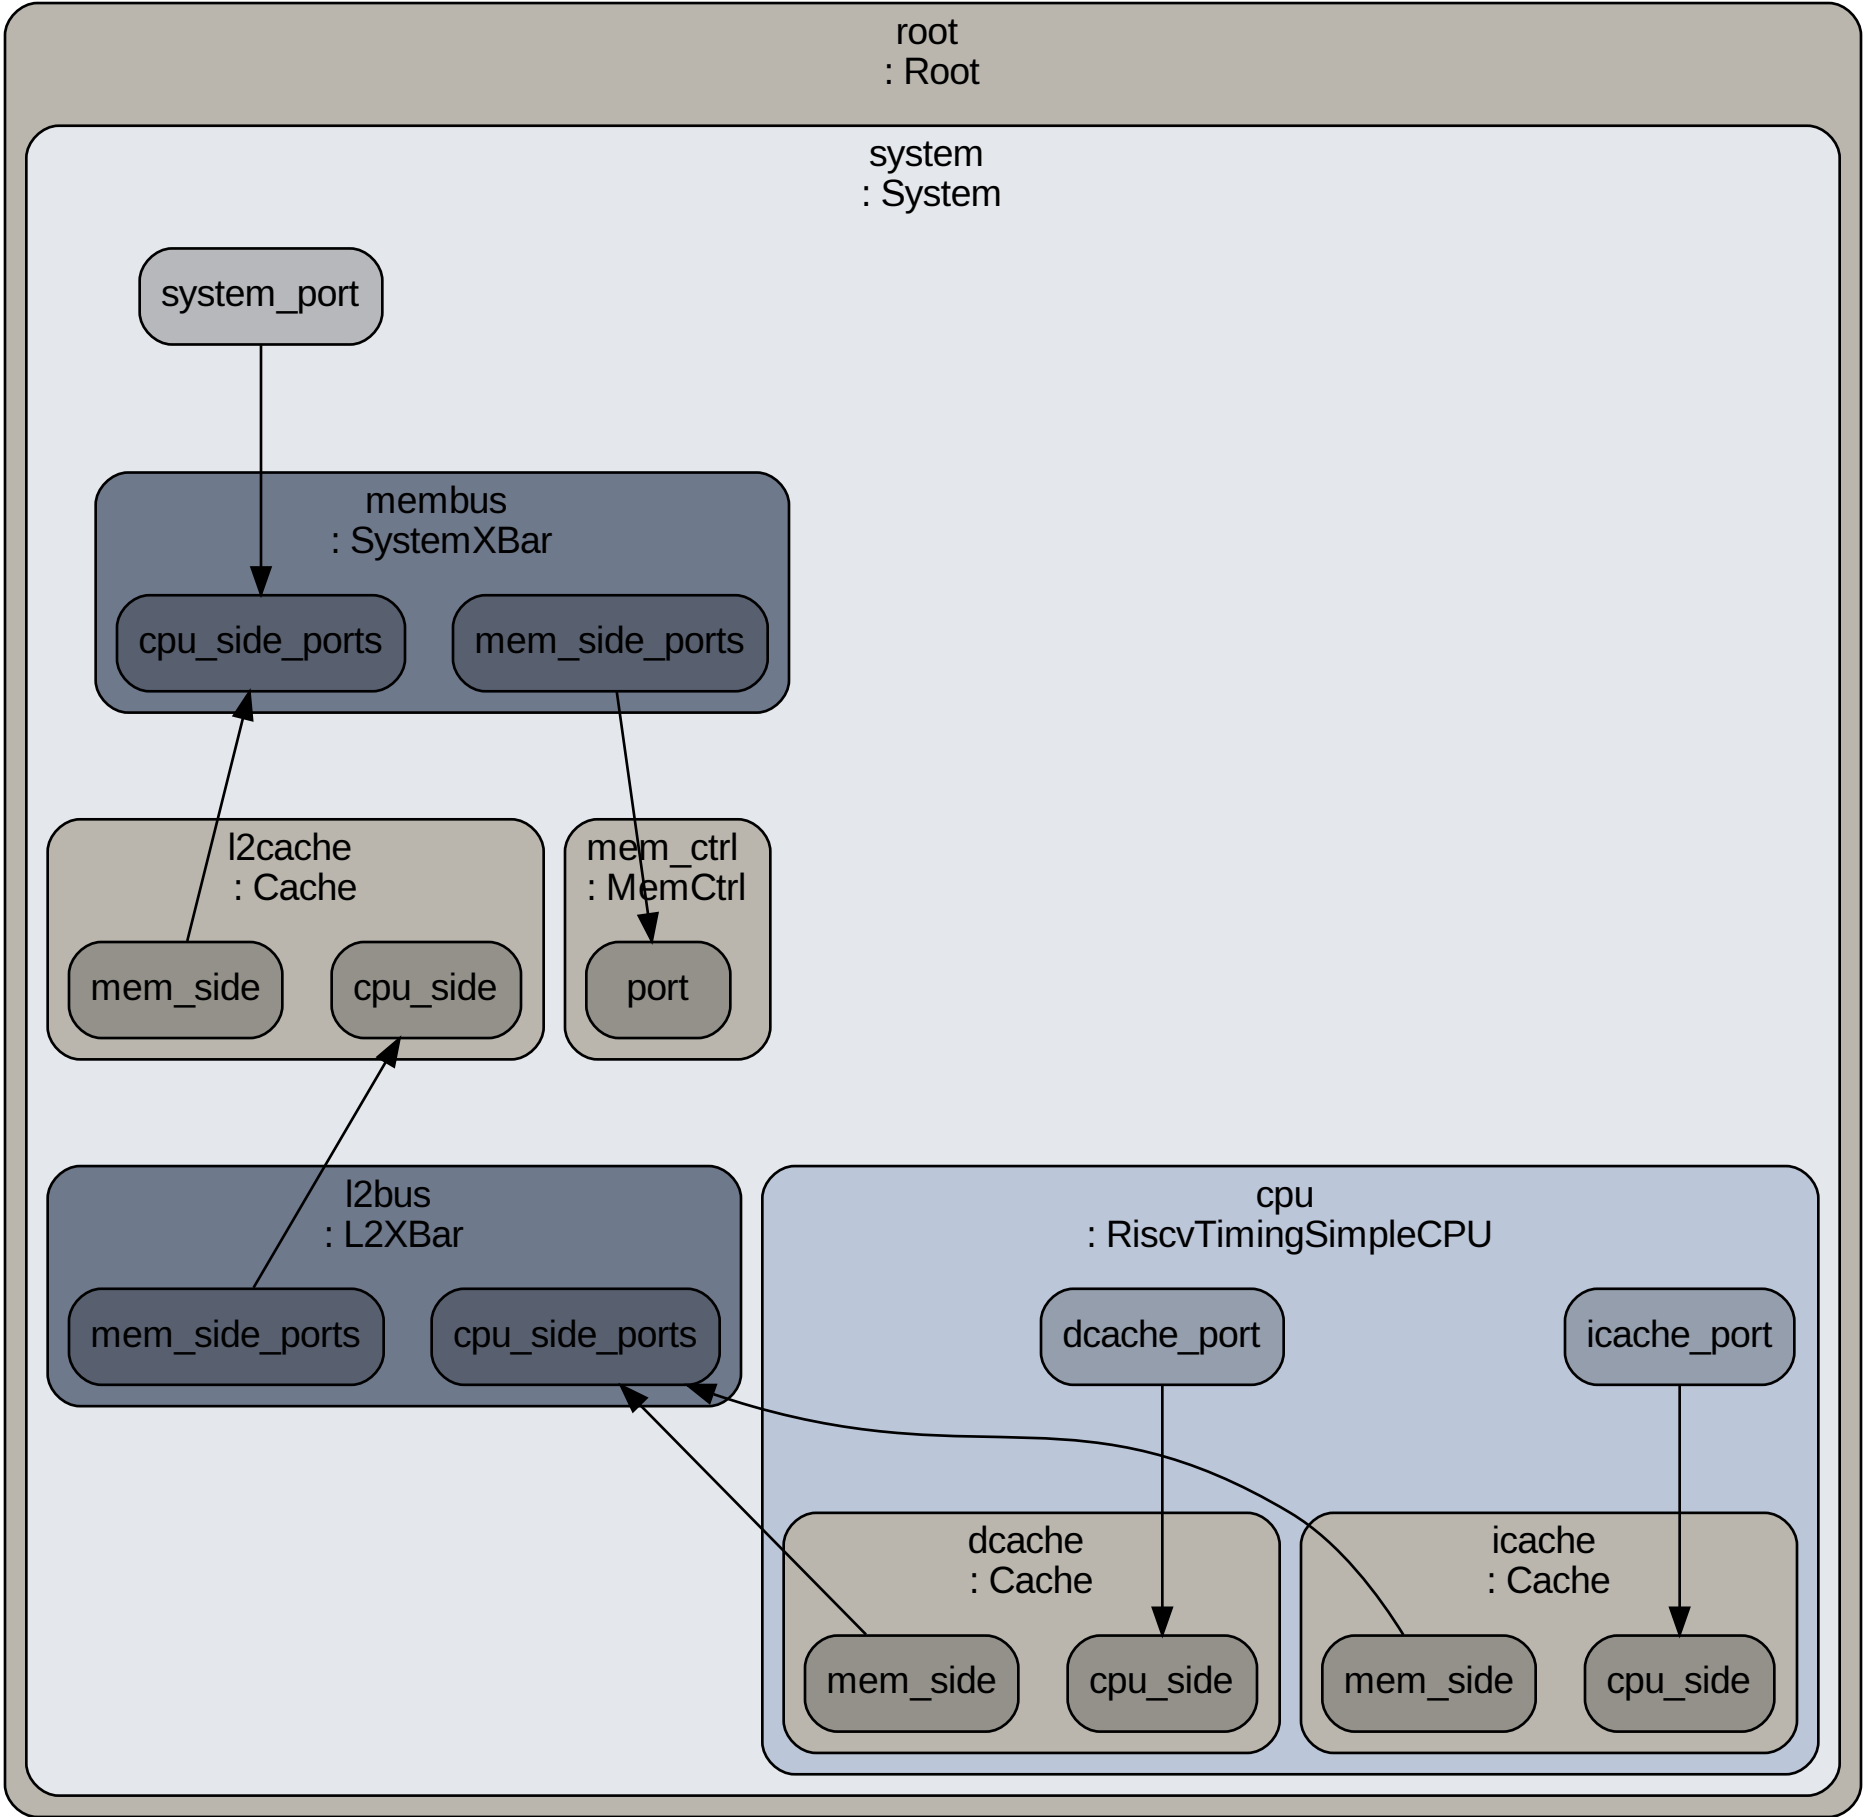 root
: Root
system
: System
system_port
membus
: SystemXBar
cpu_side_ports
mem_side_ports
l2cache
: Cache
mem_side
cpu_side
mem_ctrl
: MemCtrl
port
l2bus
: L2XBar
mem_side_ports
cpu_side_ports
cpu
: RiscvTimingSimpleCPU
dcache_port
icache_port
dcache
: Cache
mem_side
cpu_side
icache
: Cache
mem_side
cpu_side